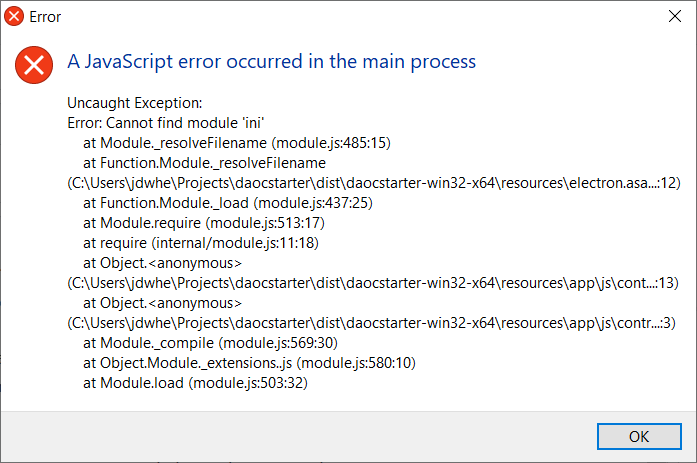 Error
A JavaScript error occurred in the main process
Uncaught Exception:
Error: Cannot find module 'ini'
at Module._resolveFilename (module.js:485:15)
at Function.Module._resolveFilename
(C:\Users\jdwhe\Projects\daocstarter\dist\daocstarter-win32-x64\resources\electron.asa...:12)
at Function.Module._load (module.js:437:25)
at Module.require (module.js:513:17)
at require (internal/module.js:11:18)
at Object.<anonymous>
(C:\Users\jdwhe\Projects\daocstarter\dist\daocstarter-win32-x64\resources\app\js\cont...:13)
at Object.<anonymous>
(C:\Users\jdwhe\Projects\daocstarter\dist\daocstarter-win32-x64\resources\app\js\contr...:3)
at Module._compile (module.js:569:30)
at Object.Module._extensions..js (module.js:580:10)
at Module.load (module.js:503:32)
OK